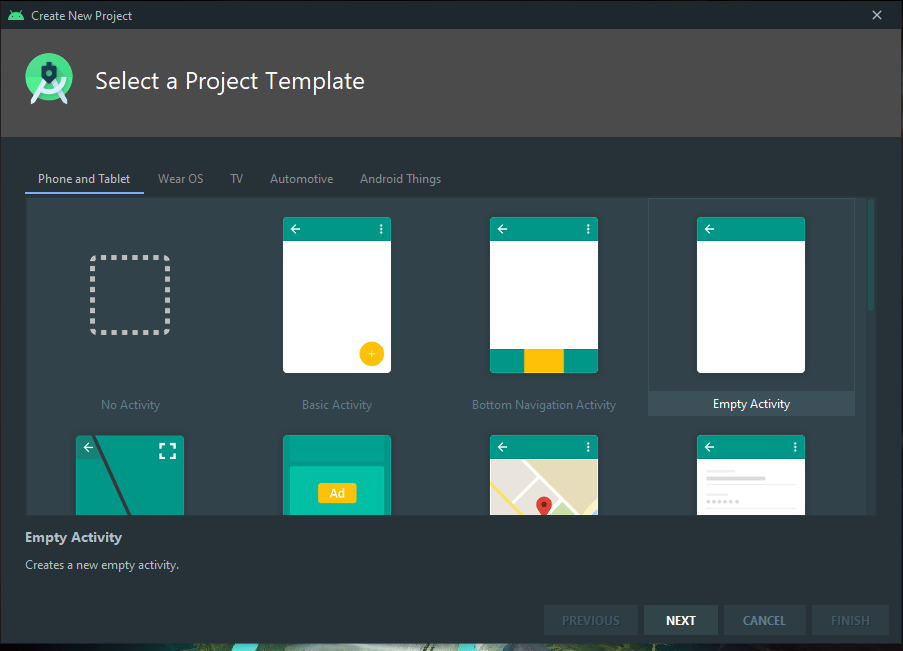 Create New Project
Select a Project Template
Phone and Tablet Wear OS TV Automotive Android Things
No Activity Basic Activity Bottom Navigation Activity Empty Activity
Ad
Empty Activity
Creates a new empty activity.
PREVIOUS NEXT CANCEL FINISH